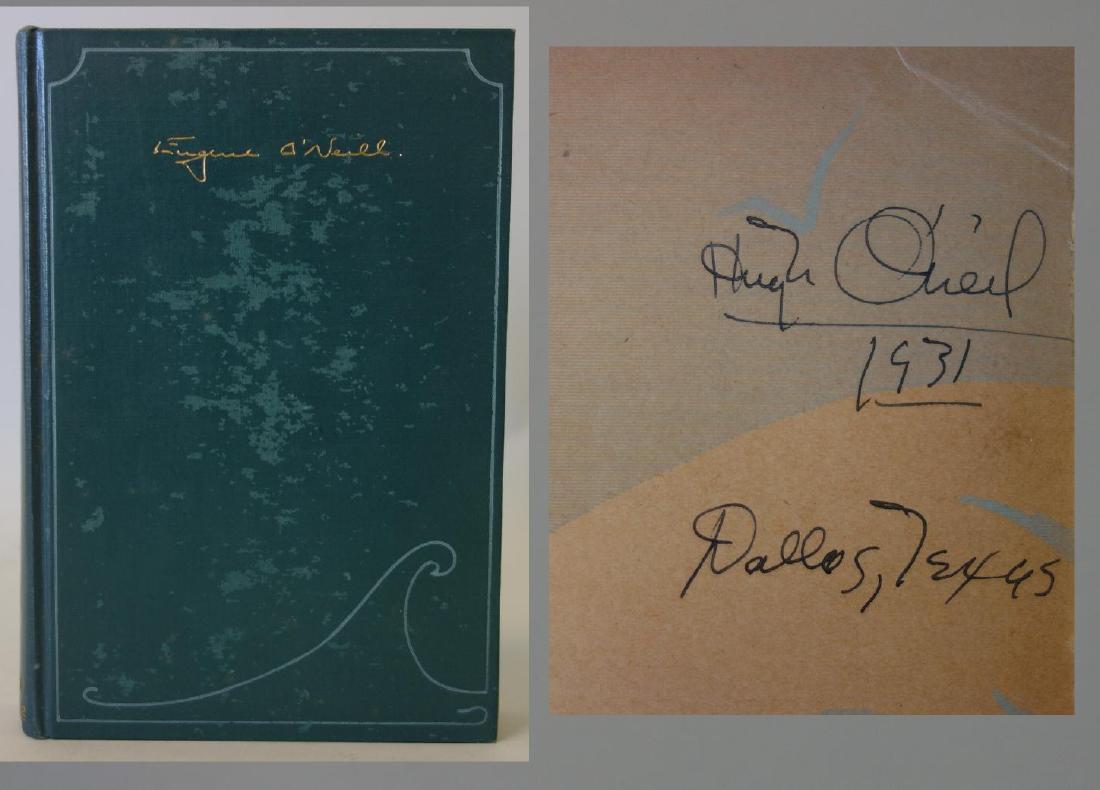 Eugene O'Neill.
Hugh O'Neil
1931
Dallas, Texas